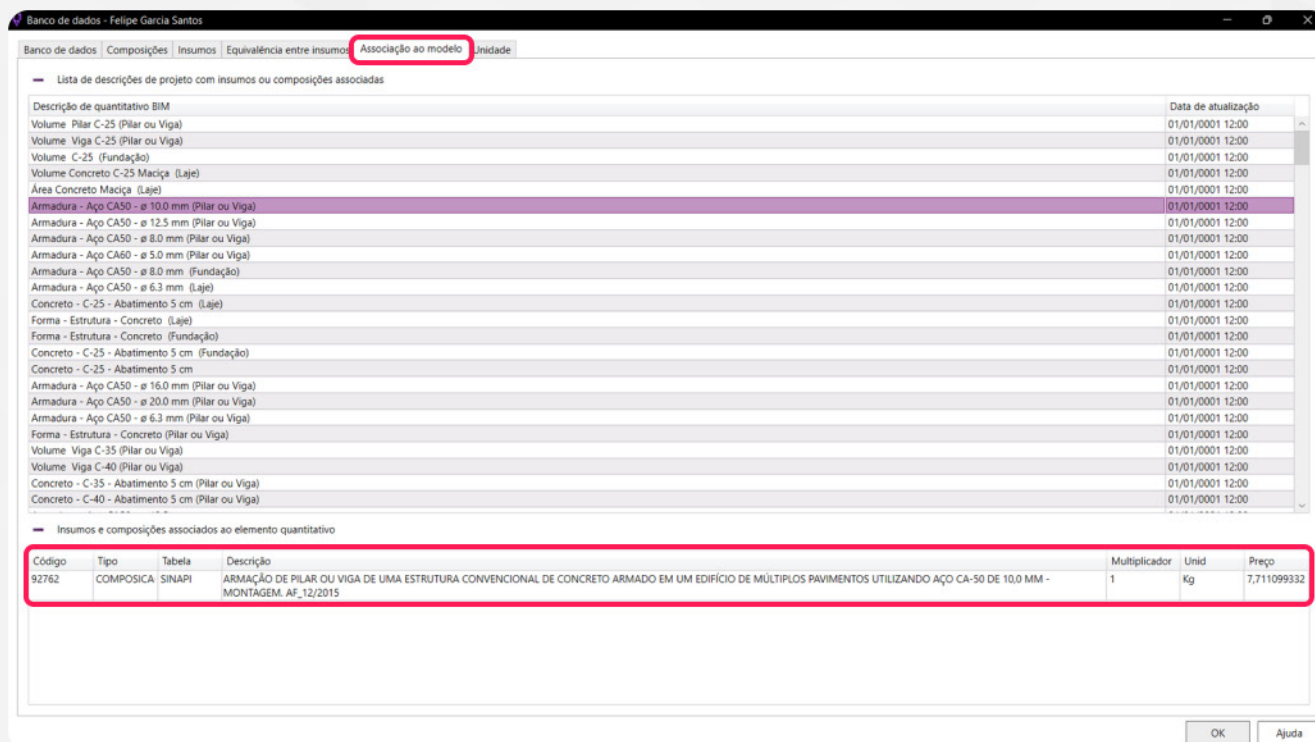 Banco de dados - Felipe Garcia Santos
Banco de dados Composições Insumos Equivalência entre insumos Associação ao modelo Unidade
Lista de descrições de projeto com insumos ou composições associadas
Descrição de quantitativo BIM Data de atualização
Volume Pilar C-25 (Pilar ou Viga) 01/01/0001 12:00
Volume Viga C-25 (Pilar ou Viga) 01/01/0001 12:00
Volume C-25 (Fundação) 01/01/0001 12:00
Volume Concreto C-25 Maciça (Laje) 01/01/0001 12:00
Área Concreto Maciça (Laje) 01/01/0001 12:00
Armadura - Aço CA50 - ø 10.0 mm (Pilar ou Viga) 01/01/0001 12:00
Armadura - Aço CA50 - ø 12.5 mm (Pilar ou Viga) 01/01/0001 12:00
Armadura - Aço CA50 - ø 8.0 mm (Pilar ou Viga) 01/01/0001 12:00
Armadura - Aço CA60 - ø 5.0 mm (Pilar ou Viga) 01/01/0001 12:00
Armadura - Aço CA50 - ø 8.0 mm (Fundação) 01/01/0001 12:00
Armadura - Aço CA50 - ø 6.3 mm (Laje) 01/01/0001 12:00
Concreto - C-25 - Abatimento 5 cm (Laje) 01/01/0001 12:00
Forma - Estrutura - Concreto (Laje) 01/01/0001 12:00
Forma - Estrutura - Concreto (Fundação) 01/01/0001 12:00
Concreto - C-25 - Abatimento 5 cm (Fundação) 01/01/0001 12:00
Concreto - C-25 - Abatimento 5 cm 01/01/0001 12:00
Armadura - Aço CA50 - ø 16.0 mm (Pilar ou Viga) 01/01/0001 12:00
Armadura - Aço CA50 - ø 20.0 mm (Pilar ou Viga) 01/01/0001 12:00
Armadura - Aço CA50 - ø 6.3 mm (Pilar ou Viga) 01/01/0001 12:00
Forma - Estrutura - Concreto (Pilar ou Viga) 01/01/0001 12:00
Volume Viga C-35 (Pilar ou Viga) 01/01/0001 12:00
Volume Viga C-40 (Pilar ou Viga) 01/01/0001 12:00
Concreto - C-35 - Abatimento 5 cm (Pilar ou Viga) 01/01/0001 12:00
Concreto - C-40 - Abatimento 5 cm (Pilar ou Viga) 01/01/0001 12:00
Insumos e composições associados ao elemento quantitativo
Código Tipo Tabela Descrição Multiplicador Unid Preço
92762 COMPOSICA SINAPI ARMAÇÃO DE PILAR OU VIGA DE UMA ESTRUTURA CONVENCIONAL DE CONCRETO ARMADO EM UM EDIFÍCIO DE MÚLTIPLOS PAVIMENTOS UTILIZANDO AÇO CA-50 DE 10,0 MM - 1 Kg 7,711099332
MONTAGEM. AF_12/2015
OK Ajuda